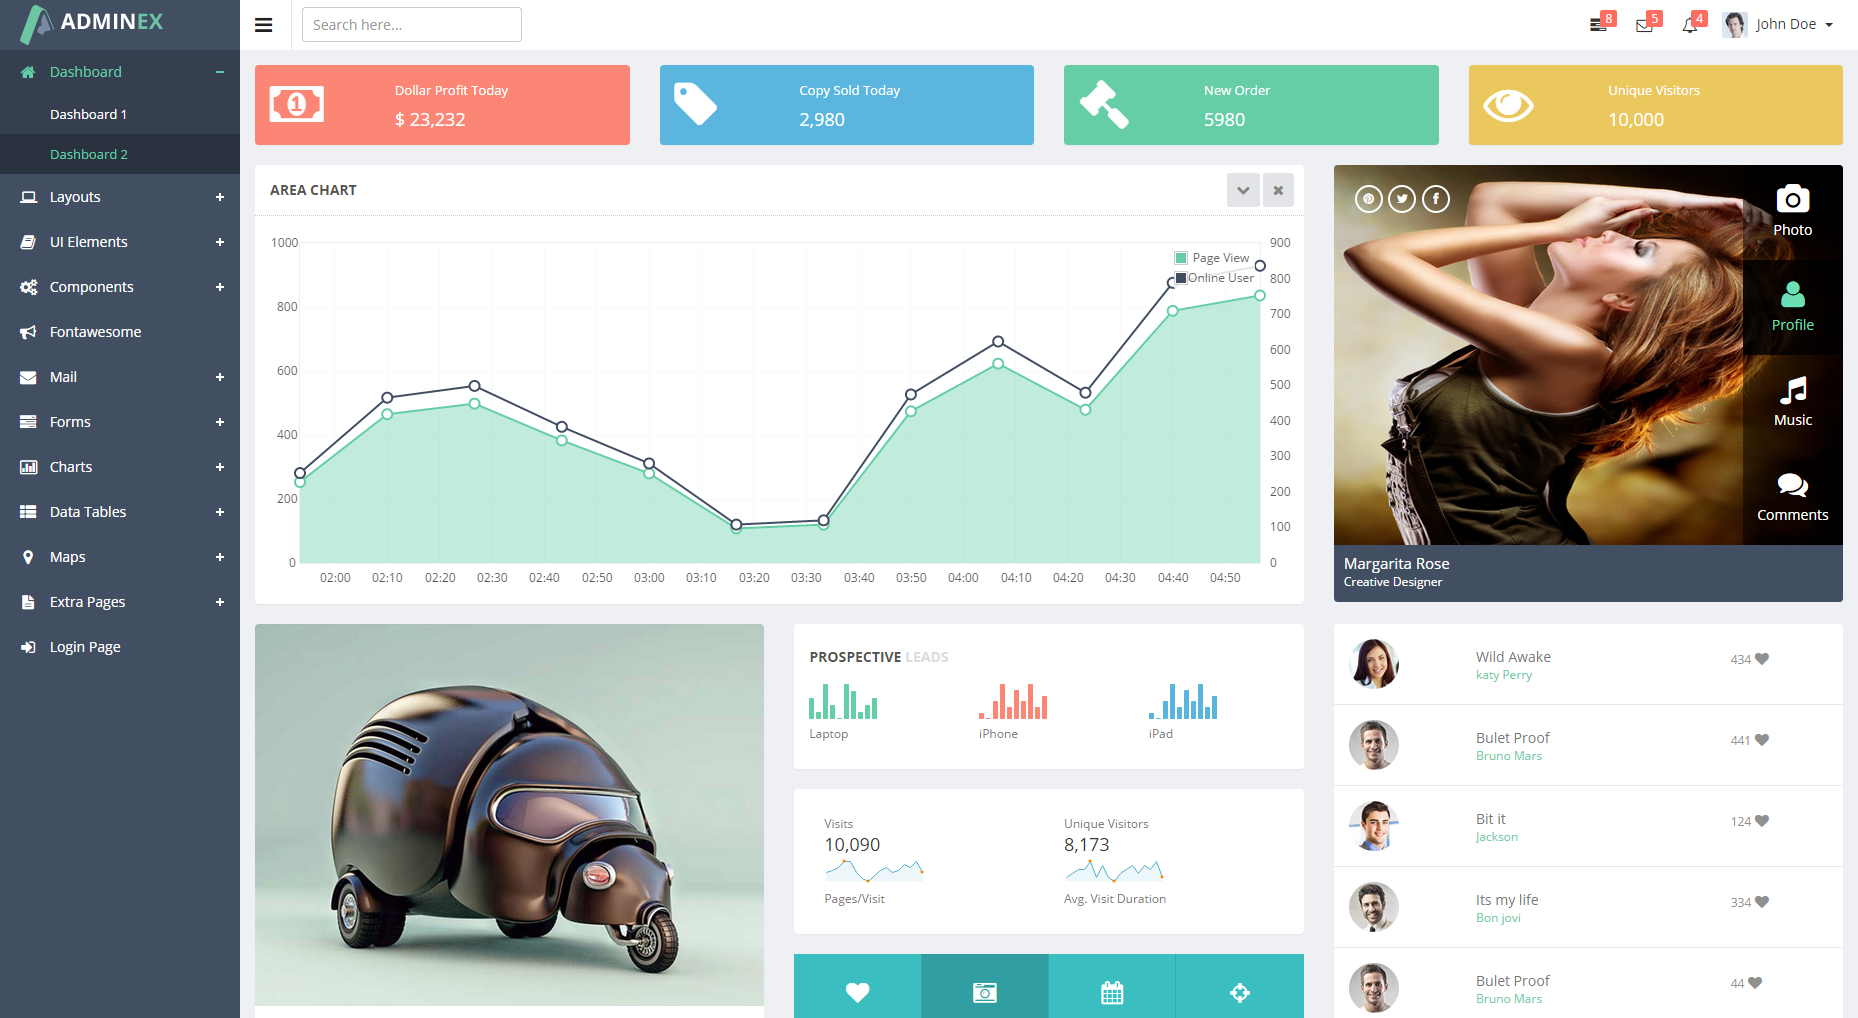 ADMINEX
Search here...
8
5
4
John Doe
Dashboard
Dashboard 1
Dashboard 2
Layouts
UI Elements
Components
Fontawesome
Mail
Forms
Charts
Data Tables
Maps
Extra Pages
Login Page
1
Dollar Profit Today
$ 23,232
Copy Sold Today
2,980
New Order
5980
Unique Visitors
10,000
AREA CHART
1000
800
600
400
200
0
Page View
Online User
900
800
700
600
500
400
300
200
100
0
02:00 02:10 02:20 02:30 02:40 02:50 03:00 03:10 03:20 03:30 03:40 03:50 04:00 04:10 04:20 04:30 04:40 04:50
Photo
Profile
Music
Comments
Margarita Rose
Creative Designer
PROSPECTIVE LEADS
Laptop
iPhone
iPad
Visits
10,090
Pages/Visit
Unique Visitors
8,173
Avg. Visit Duration
Wild Awake
katy Perry
434
Bulet Proof
Bruno Mars
441
Bit it
Jackson
124
Its my life
Bon jovi
334
Bulet Proof
Bruno Mars
44